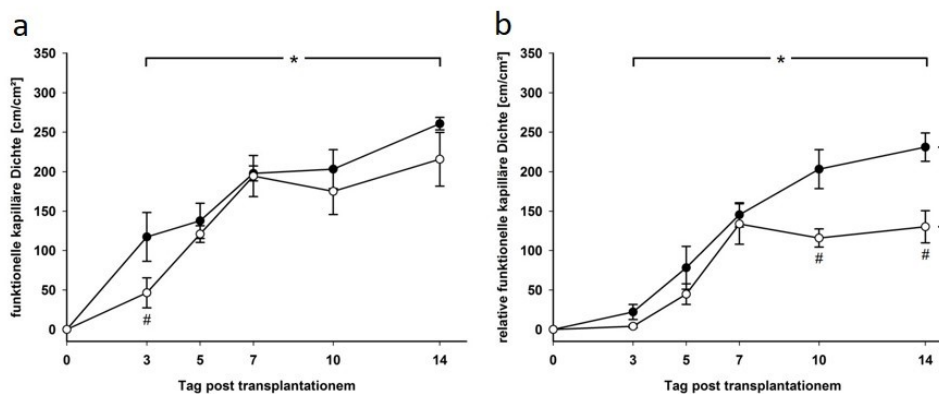 a
b
350
300
250
200
150
100
50
0
funktionelle kapilläre Dichte [cm/cm²]
*
#
0 3 5 7 10 14
Tag post transplantationem
350
300
250
200
150
100
50
0
relative funktionelle kapilläre Dichte [cm/cm²]
*
# #
0 3 5 7 10 14
Tag post transplantationem